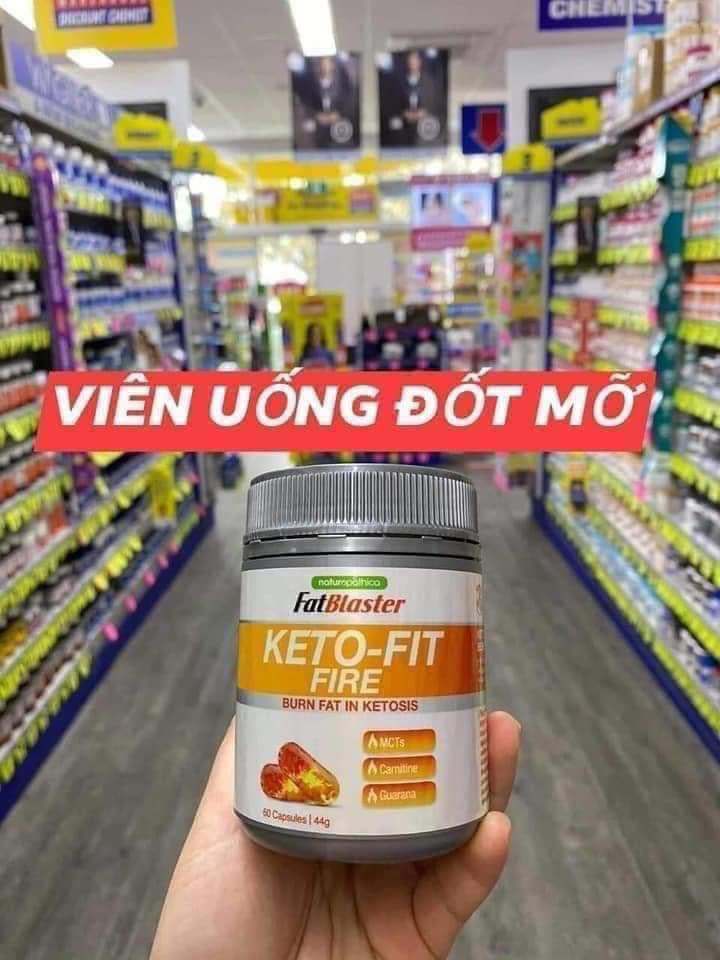 DISCOUNT CHEMIST
CHEMIST
VIÊN UỐNG ĐỐT MỠ
naturopathica
FatBlaster
KETO-FIT
FIRE
BURN FAT IN KETOSIS
MCTs
Carnitine
Guarana
60 Capsules | 44g